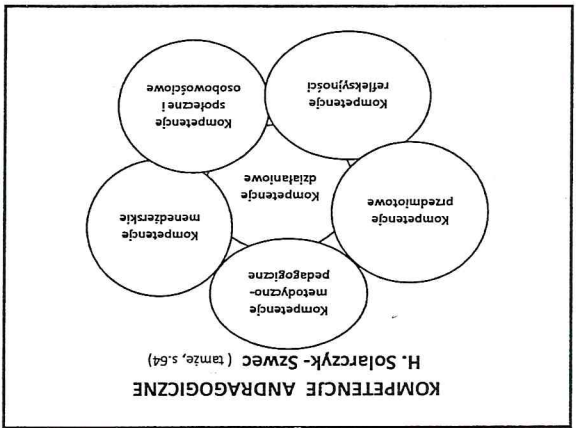 KOMPETENCJE ANDRAGOGICZNE
H. Solarczyk- Szwec ( tamże, s.64)
Kompetencje
metodyczno-
pedagogiczne
Kompetencje
przedmiotowe
Kompetencje
menedżerskie
Kompetencje
działaniowe
Kompetencje
refleksyjności
Kompetencje
społeczne i
osobowościowe